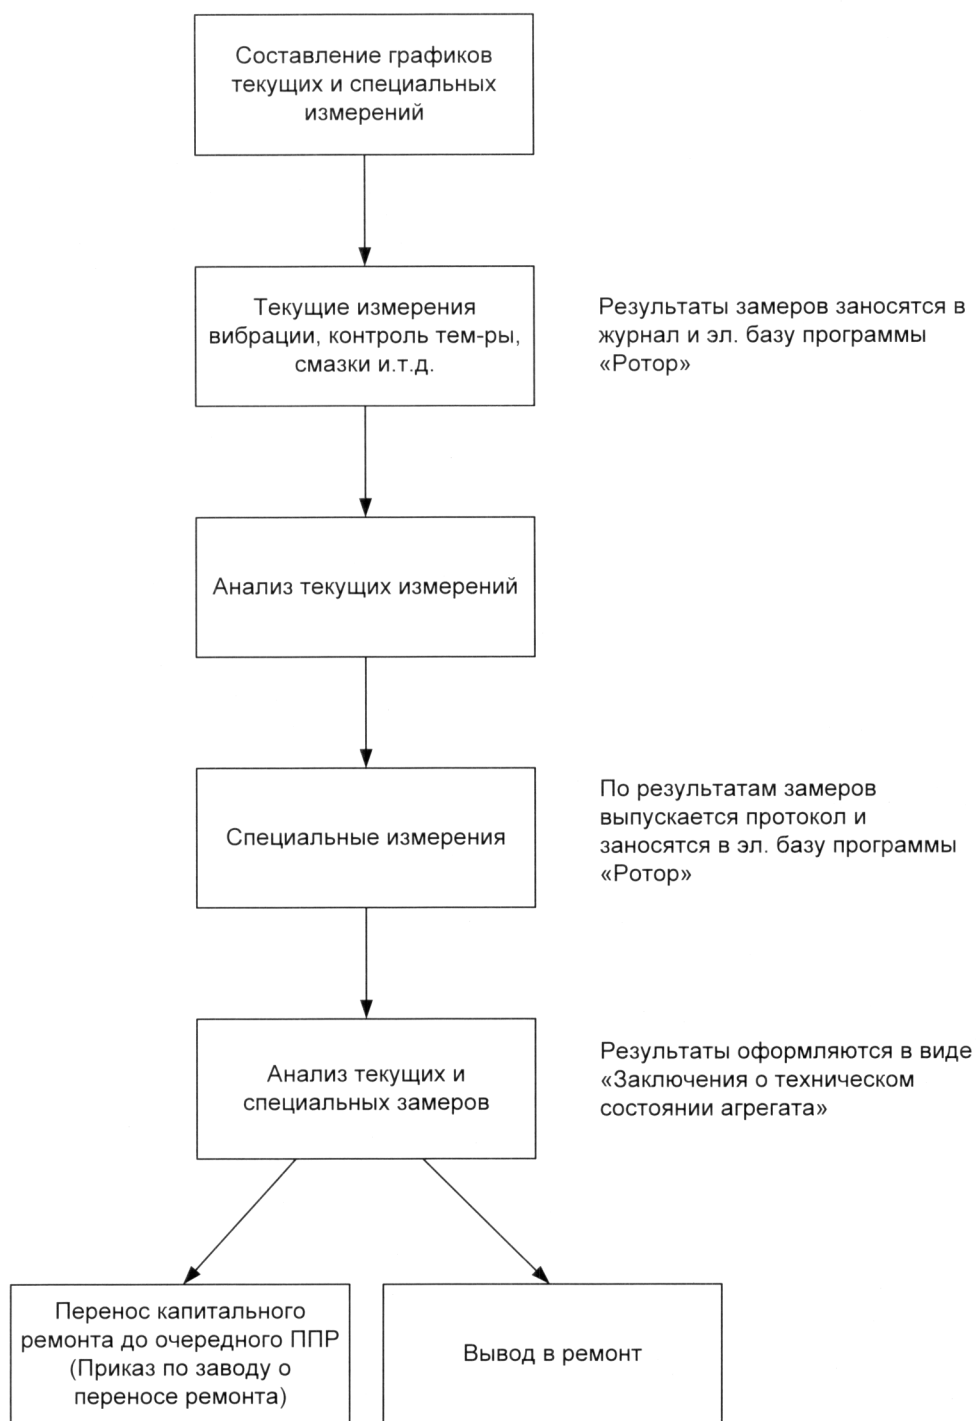 Составление графиков
текущих и специальных
измерений
Текущие измерения
вибрации, контроль тем-ры,
смазки и.т.д.
Результаты замеров заносятся в
журнал и эл. базу программы
«Ротор»
Анализ текущих измерений
Специальные измерения
По результатам замеров
выпускается протокол и
заносятся в эл. базу программы
«Ротор»
Анализ текущих и
специальных замеров
Результаты оформляются в виде
«Заключения о техническом
состоянии агрегата»
Перенос капитального
ремонта до очередного ППР
(Приказ по заводу о
переносе ремонта)
Вывод в ремонт